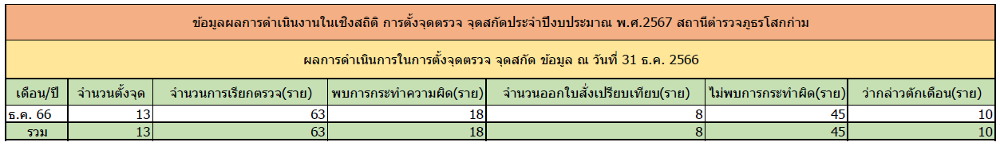 ข้อมูลผลการดำเนินงานในเชิงสถิติ การตั้งจุดตรวจ จุดสกัดประจำปีงบประมาณ พ.ศ.2567 สถานีตำรวจภูธรโสกก่าม
ผลการดำเนินการในการตั้งจุดตรวจ จุดสกัด ข้อมูล ณ วันที่ 31 ธ.ค. 2566
เดือน/ปี จำนวนตั้งจุด จำนวนการเรียกตรวจ(ราย) พบการกระทำความผิด(ราย) จำนวนออกใบสั่งเปรียบเทียบ(ราย) ไม่พบการกระทำผิด(ราย) ว่ากล่าวตักเตือน(ราย)
ธ.ค. 66 13 63 18 8 45 10
รวม 13 63 18 8 45 10